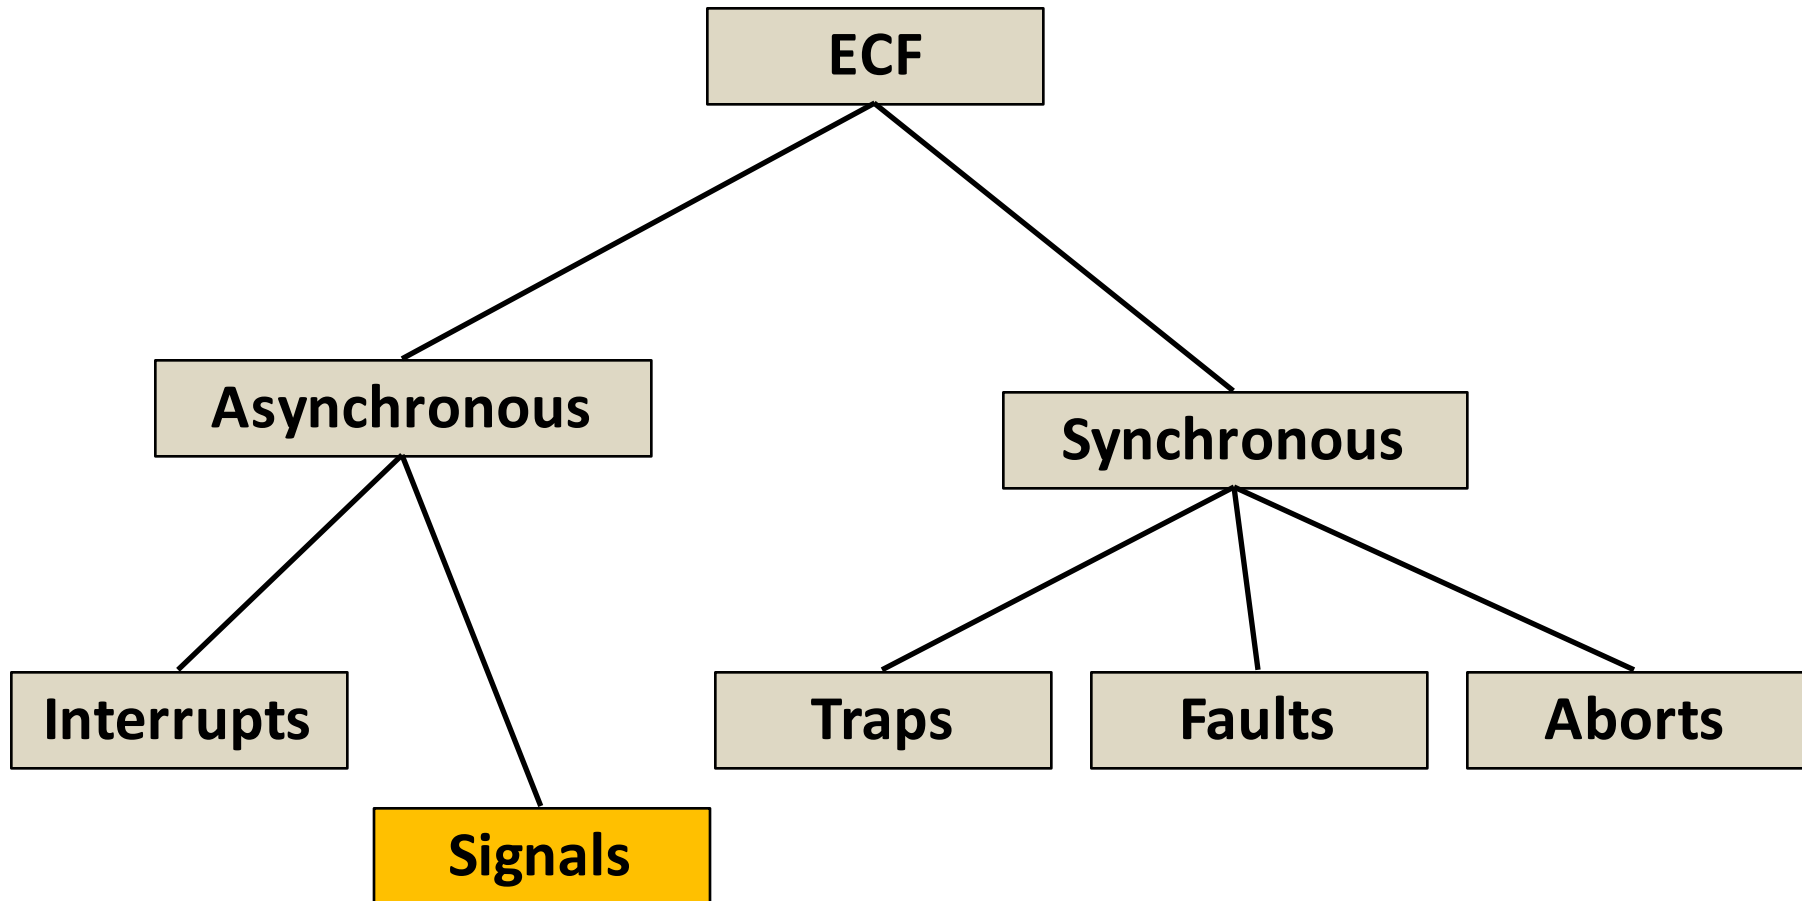 ECF
Asynchronous
Synchronous
Interrupts
Traps
Faults
Aborts
Signals